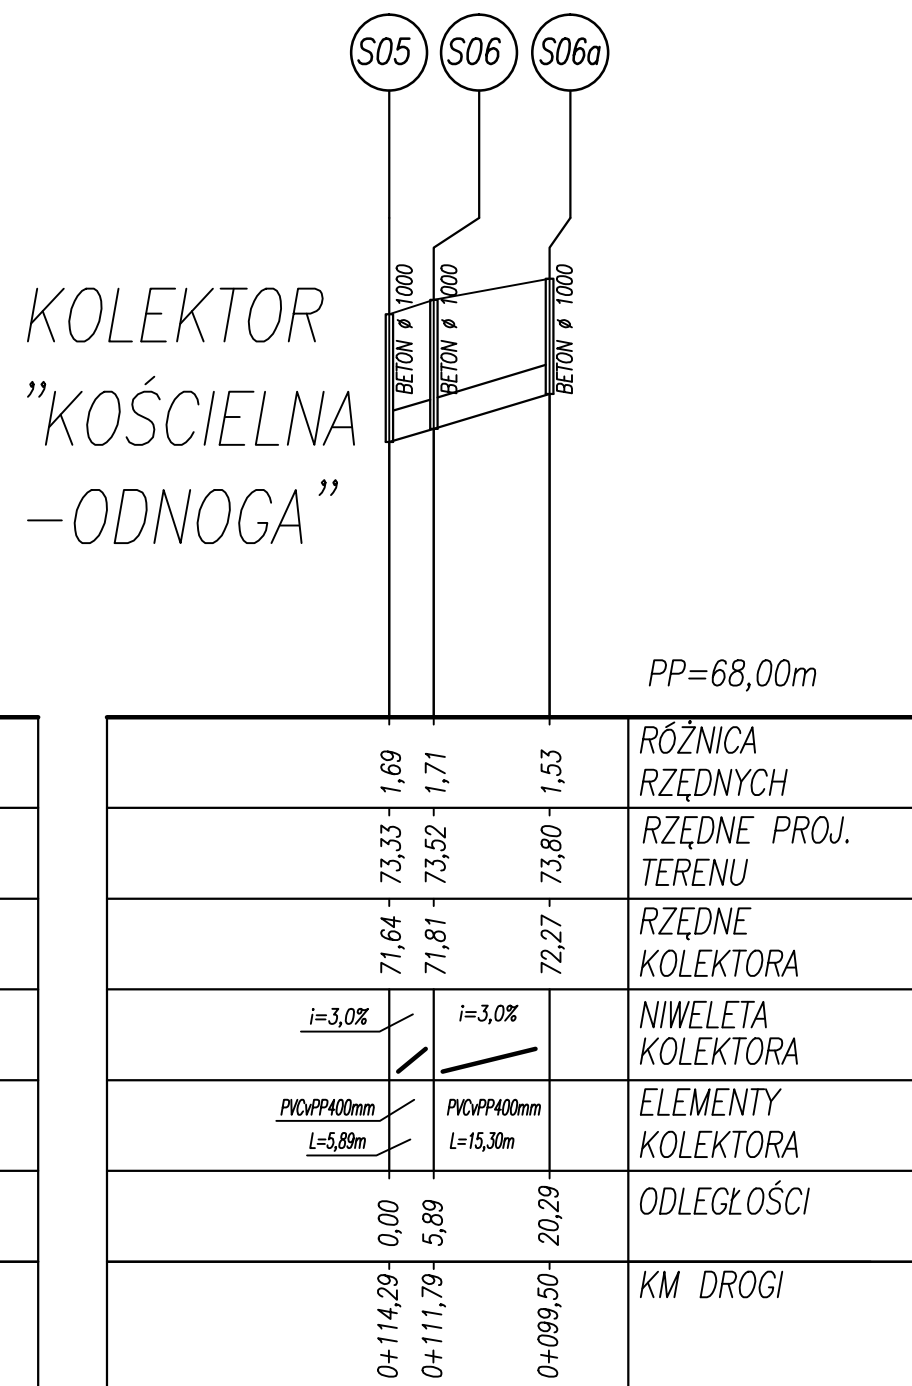 S05 S06 S06a
BETON ø 1000
BETON ø 1000
BETON ø 1000
KOLEKTOR
”KOŚCIELNA
–ODNOGA”
PP=68,00m
1,69 1,71 1,53 RÓŻNICA
RZĘDNYCH
73,33 73,52 73,80 RZĘDNE PROJ.
TERENU
71,64 71,81 72,27 RZĘDNE
KOLEKTORA
i=3,0% i=3,0% NIWELETA
KOLEKTORA
PVCvPP400mm PVCvPP400mm ELEMENTY
L=5,89m L=15,30m KOLEKTORA
0,00 5,89 20,29 ODLEGŁOŚCI
0+114,29 0+111,79 0+099,50 KM DROGI